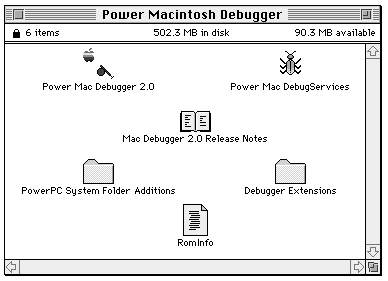 Power Macintosh Debugger
6 items 502.3 MB in disk 90.3 MB available
Power Mac Debugger 2.0 Power Mac DebugServices
Mac Debugger 2.0 Release Notes
PowerPC System Folder Additions Debugger Extensions
RomInfo